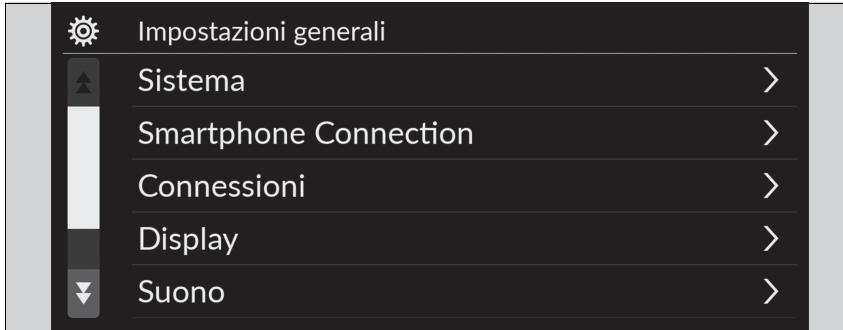 Impostazioni generali
Sistema
Smartphone Connection
Connessioni
Display
Suono